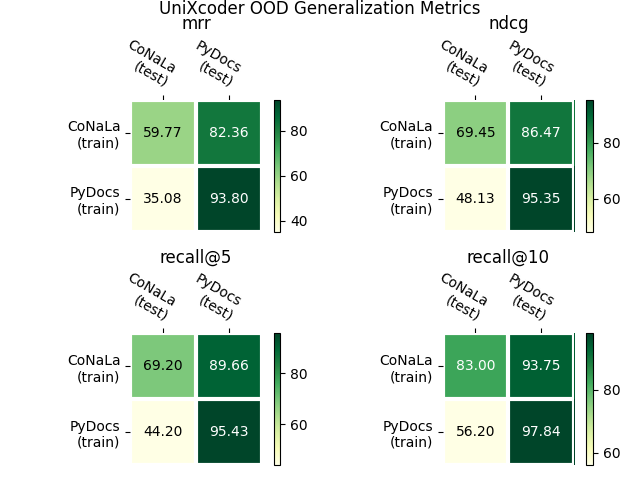 UniXcoder OOD Generalization Metrics
mrr
CoNaLa
(test)
PyDocs
(test)
CoNaLa
(train)
59.77
82.36
PyDocs
(train)
35.08
93.80
80
60
40
ndcg
CoNaLa
(test)
PyDocs
(test)
CoNaLa
(train)
69.45
86.47
PyDocs
(train)
48.13
95.35
80
60
recall@5
CoNaLa
(test)
PyDocs
(test)
CoNaLa
(train)
69.20
89.66
PyDocs
(train)
44.20
95.43
80
60
recall@10
CoNaLa
(test)
PyDocs
(test)
CoNaLa
(train)
83.00
93.75
PyDocs
(train)
56.20
97.84
80
60